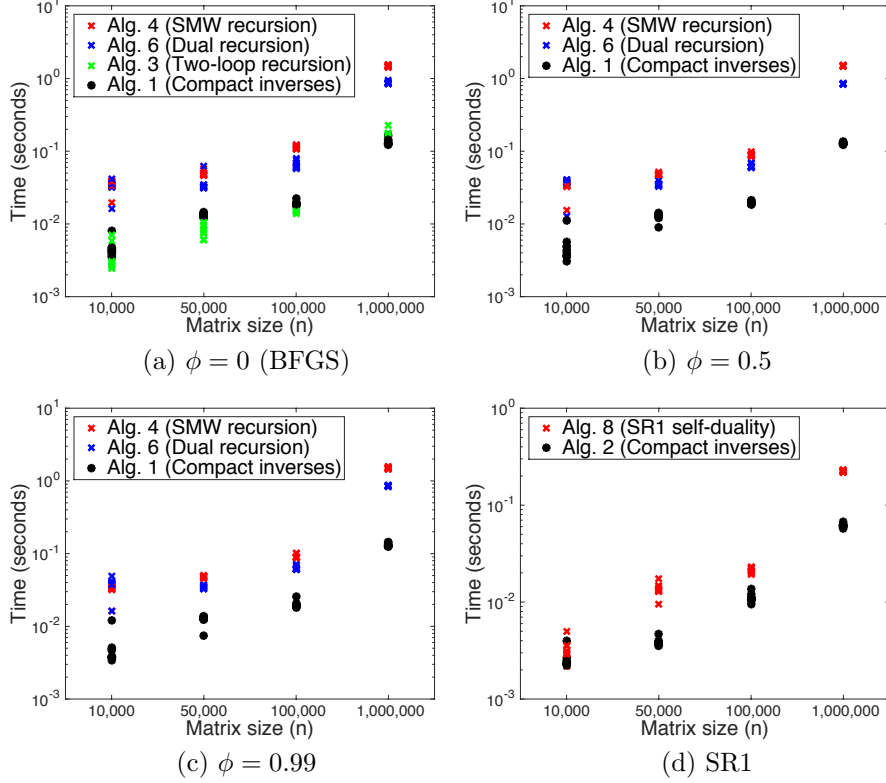 Alg. 4 (SMW recursion)
Alg. 6 (Dual recursion)
Alg. 3 (Two-loop recursion)
Alg. 1 (Compact inverses)
Time (seconds)
10^1
10^0
10^-1
10^-2
10^-3
10,000 50,000 100,000 1,000,000
Matrix size (n)
(a) ϕ = 0 (BFGS)
Alg. 4 (SMW recursion)
Alg. 6 (Dual recursion)
Alg. 1 (Compact inverses)
Time (seconds)
10^1
10^0
10^-1
10^-2
10^-3
10,000 50,000 100,000 1,000,000
Matrix size (n)
(b) ϕ = 0.5
Alg. 4 (SMW recursion)
Alg. 6 (Dual recursion)
Alg. 1 (Compact inverses)
Time (seconds)
10^1
10^0
10^-1
10^-2
10^-3
10,000 50,000 100,000 1,000,000
Matrix size (n)
(c) ϕ = 0.99
Alg. 8 (SR1 self-duality)
Alg. 2 (Compact inverses)
Time (seconds)
10^0
10^-1
10^-2
10^-3
10,000 50,000 100,000 1,000,000
Matrix size (n)
(d) SR1